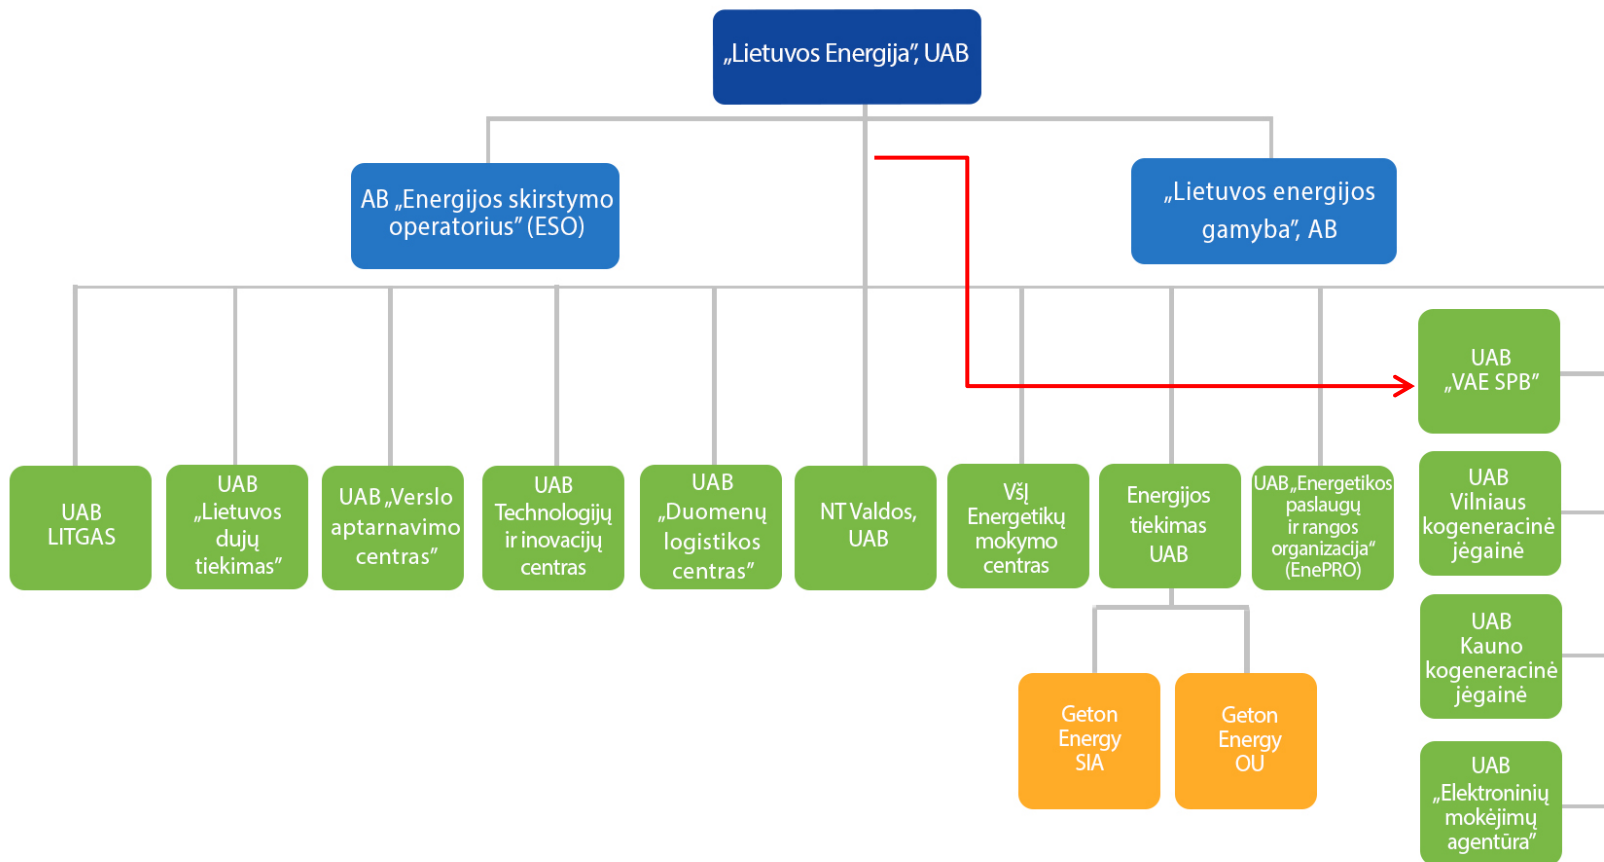 „Lietuvos Energija”, UAB
AB „Energijos skirstymo
operatorius” (ESO)
„Lietuvos energijos
gamyba”, AB
UAB
„VAE SPB”
UAB
LITGAS
UAB
„Lietuvos
dujų
tiekimas”
UAB „Verslo
aptarnavimo
centras”
UAB
Technologijų
ir inovacijų
centras
UAB
„Duomenų
logistikos
centras”
NT Valdos,
UAB
VšĮ
Energetikų
mokymo
centras
Energijos
tiekimas
UAB
UAB „Energetikos
paslaugų
ir rangos
organizacija“
(EnePRO)
UAB
Vilniaus
kogeneracinė
jėgainė
UAB
Kauno
kogeneracinė
jėgainė
Geton
Energy
SIA
Geton
Energy
OU
UAB
„Elektroninių
mokėjimų
agentūra”